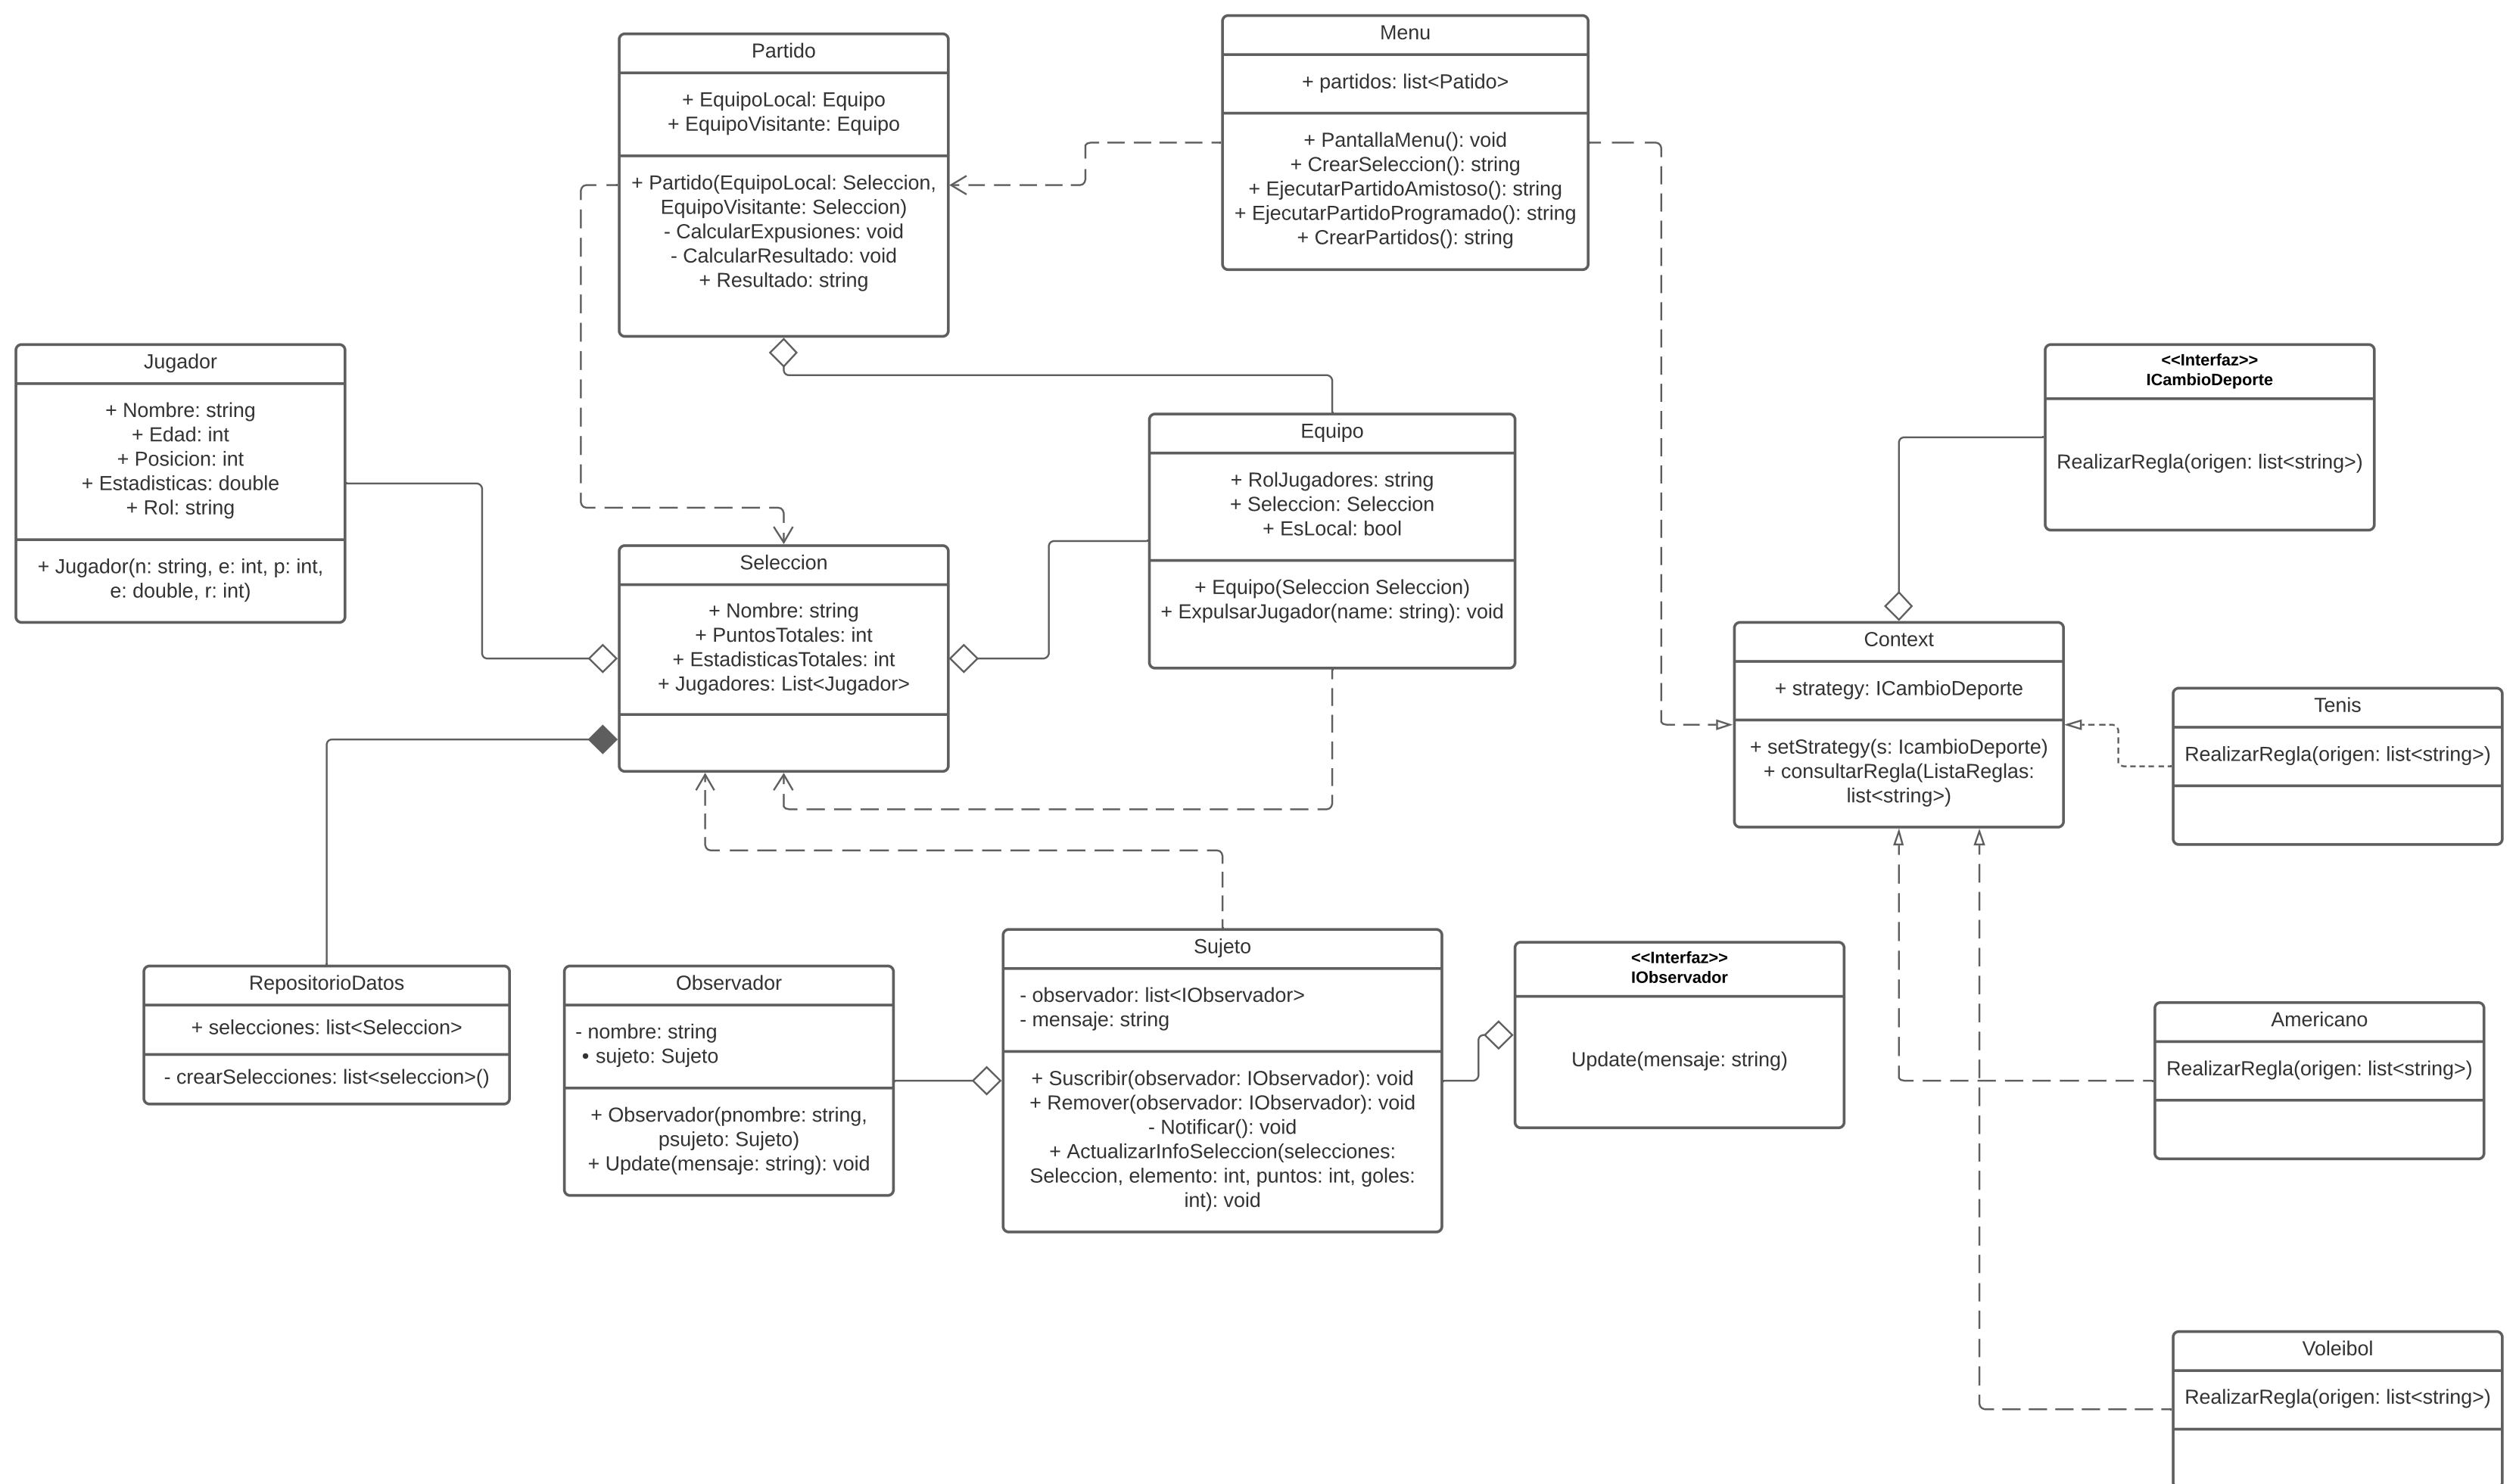 Partido
+ EquipoLocal: Equipo
+ EquipoVisitante: Equipo
+ Partido(EquipoLocal: Seleccion,
EquipoVisitante: Seleccion)
- CalcularExpusiones: void
- CalcularResultado: void
+ Resultado: string
Menu
+ partidos: list<Patido>
+ PantallaMenu(): void
+ CrearSeleccion(): string
+ EjecutarPartidoAmistoso(): string
+ EjecutarPartidoProgramado(): string
+ CrearPartidos(): string
Jugador
+ Nombre: string
+ Edad: int
+ Posicion: int
+ Estadisticas: double
+ Rol: string
+ Jugador(n: string, e: int, p: int,
e: double, r: int)
Equipo
+ RolJugadores: string
+ Seleccion: Seleccion
+ EsLocal: bool
+ Equipo(Seleccion Seleccion)
+ ExpulsarJugador(name: string): void
<<Interfaz>>
ICambioDeporte
RealizarRegla(origen: list<string>)
Seleccion
+ Nombre: string
+ PuntosTotales: int
+ EstadisticasTotales: int
+ Jugadores: List<Jugador>
Context
+ strategy: ICambioDeporte
+ setStrategy(s: IcambioDeporte)
+ consultarRegla(ListaReglas:
list<string>)
Tenis
RealizarRegla(origen: list<string>)
RepositorioDatos
+ selecciones: list<Seleccion>
- crearSelecciones: list<seleccion>()
Observador
- nombre: string
• sujeto: Sujeto
+ Observador(pnombre: string,
psujeto: Sujeto)
+ Update(mensaje: string): void
Sujeto
- observador: list<IObservador>
- mensaje: string
+ Suscribir(observador: IObservador): void
+ Remover(observador: IObservador): void
- Notificar(): void
+ ActualizarInfoSeleccion(selecciones:
Seleccion, elemento: int, puntos: int, goles:
int): void
<<Interfaz>>
IObservador
Update(mensaje: string)
Americano
RealizarRegla(origen: list<string>)
Voleibol
RealizarRegla(origen: list<string>)